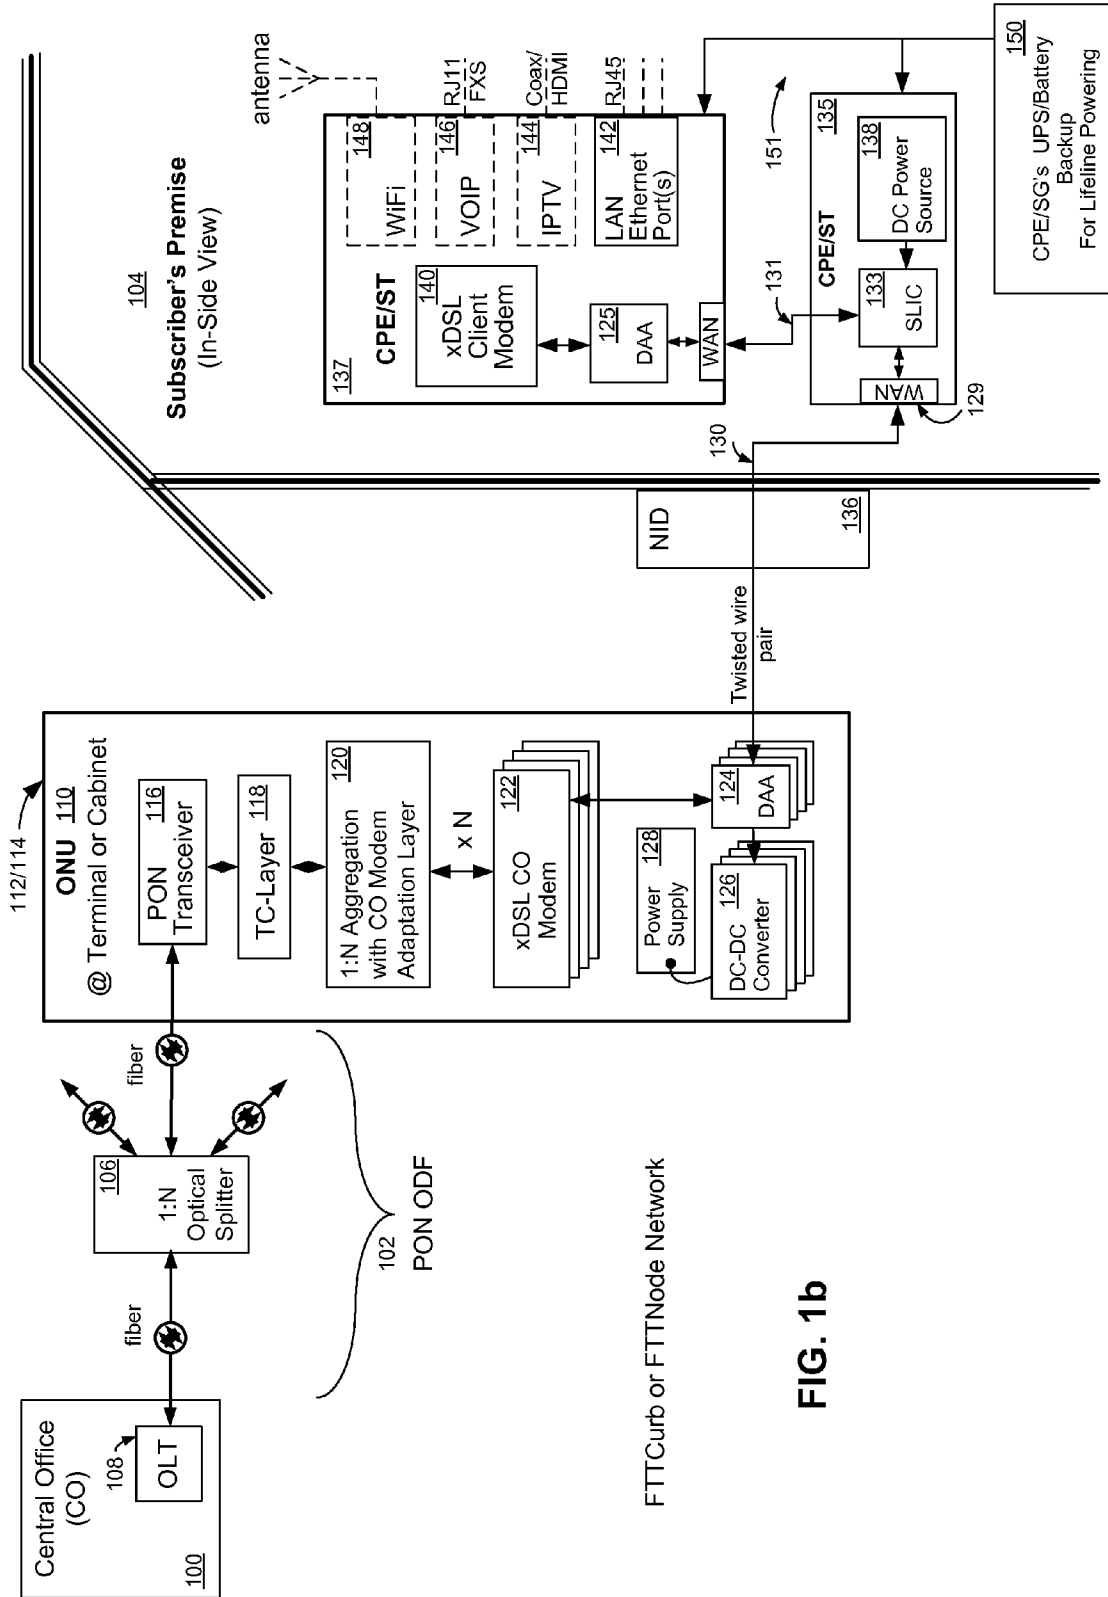 Central Office
(CO)
108
OLT
100
fiber
106
1:N
Optical
Splitter
fiber
102
PON ODF
112/114
ONU 110
@ Terminal or Cabinet
116
PON
Transceiver
TC-Layer 118
120
1:N Aggregation
with CO Modem
Adaptation Layer
x N
122
xDSL CO
Modem
128
Power
Supply
124
DAA
126
DC-DC
Converter
Twisted wire
pair
NID
136
130
104
Subscriber's Premise
(In-Side View)
antenna
137
CPE/ST
140
xDSL
Client
Modem
125
DAA
WAN
148
WiFi
146
VOIP
RJ11
FXS
144
IPTV
Coax/
HDMI
142
LAN
Ethernet
Port(s)
RJ45
131
151
135
CPE/ST
138
DC Power
Source
133
SLIC
WAN
129
150
CPE/SG's UPS/Battery
Backup
For Lifeline Powering
FTTCurb or FTTNode Network
FIG. 1b